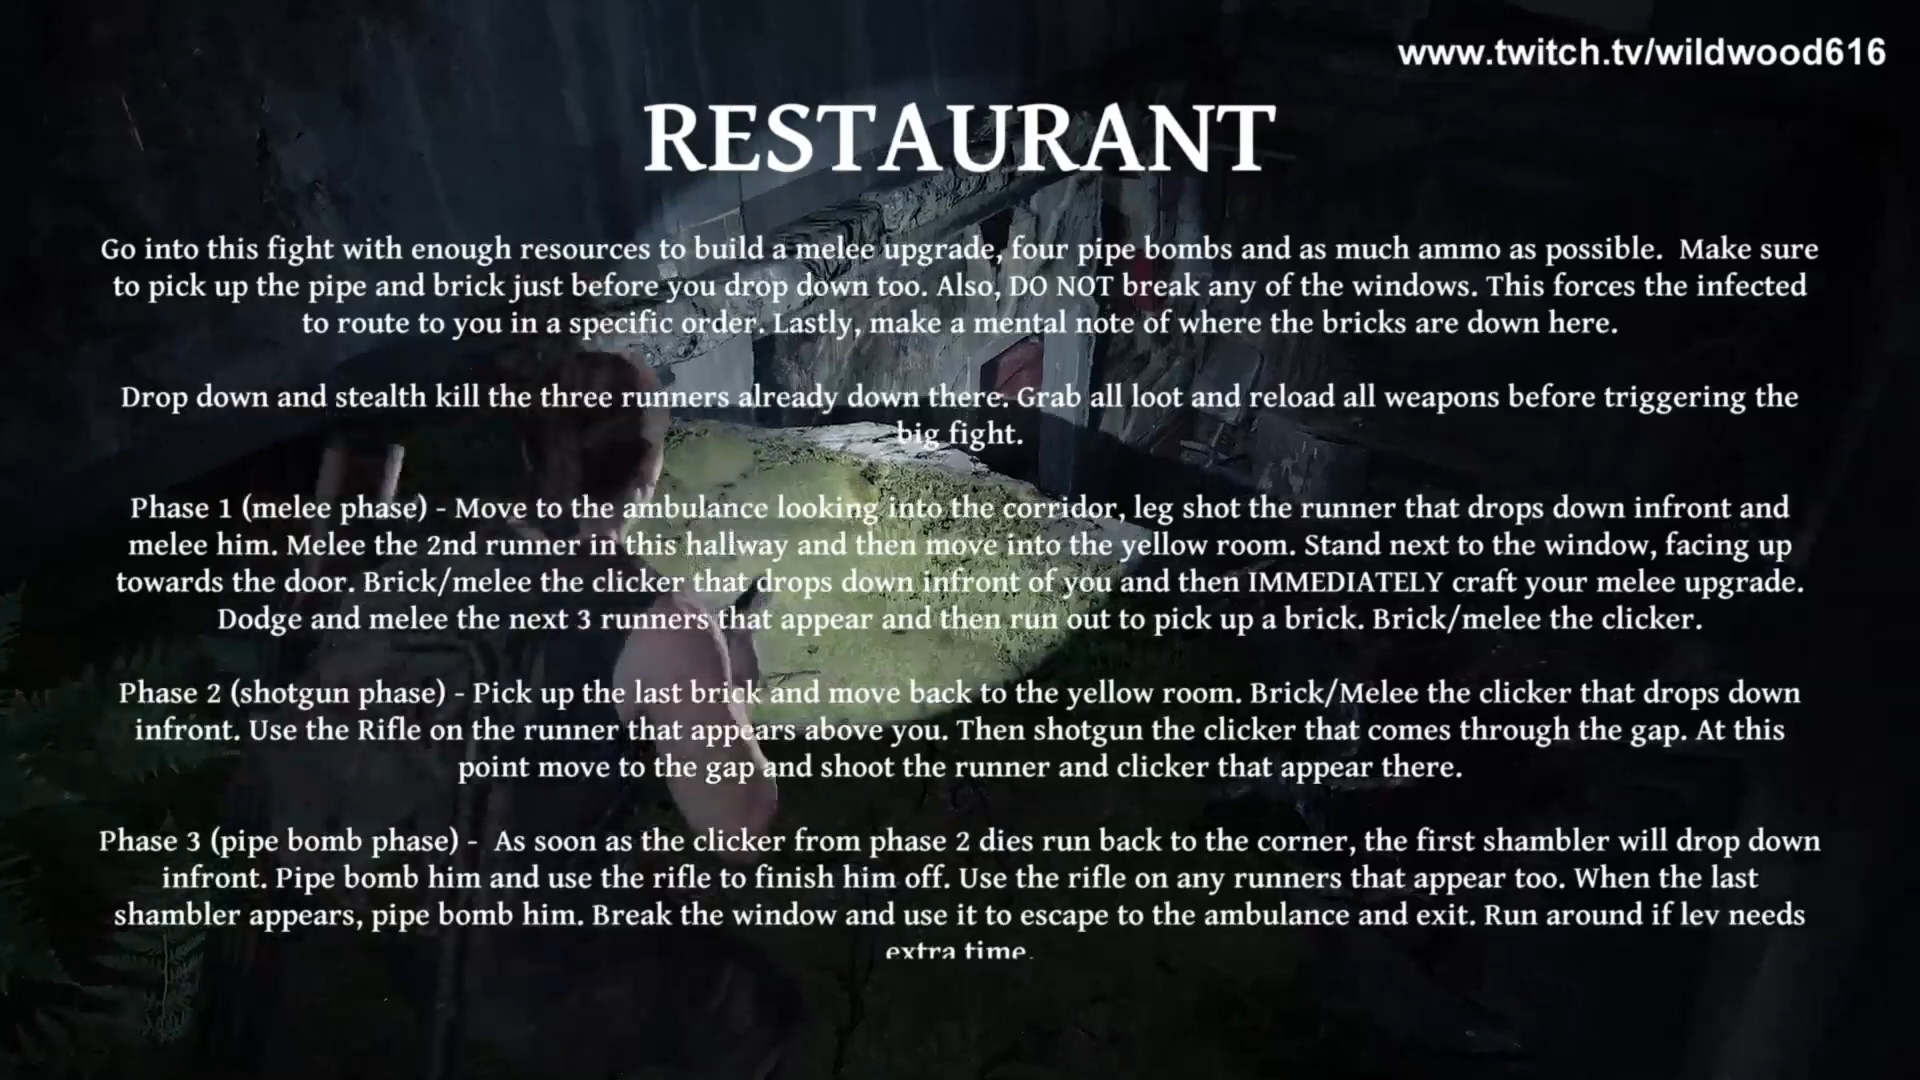 www.twitch.tv/wildwood616
RESTAURANT
Go into this fight with enough resources to build a melee upgrade, four pipe bombs and as much ammo as possible.  Make sure
to pick up the pipe and brick just before you drop down too. Also, DO NOT break any of the windows. This forces the infected
to route to you in a specific order. Lastly, make a mental note of where the bricks are down here.
Drop down and stealth kill the three runners already down there. Grab all loot and reload all weapons before triggering the
big fight.
Phase 1 (melee phase) - Move to the ambulance looking into the corridor, leg shot the runner that drops down infront and
melee him. Melee the 2nd runner in this hallway and then move into the yellow room. Stand next to the window, facing up
towards the door. Brick/melee the clicker that drops down infront of you and then IMMEDIATELY craft your melee upgrade.
Dodge and melee the next 3 runners that appear and then run out to pick up a brick. Brick/melee the clicker.
Phase 2 (shotgun phase) - Pick up the last brick and move back to the yellow room. Brick/Melee the clicker that drops down
infront. Use the Rifle on the runner that appears above you. Then shotgun the clicker that comes through the gap. At this
point move to the gap and shoot the runner and clicker that appear there.
Phase 3 (pipe bomb phase) -  As soon as the clicker from phase 2 dies run back to the corner, the first shambler will drop down
infront. Pipe bomb him and use the rifle to finish him off. Use the rifle on any runners that appear too. When the last
shambler appears, pipe bomb him. Break the window and use it to escape to the ambulance and exit. Run around if lev needs
extra time.